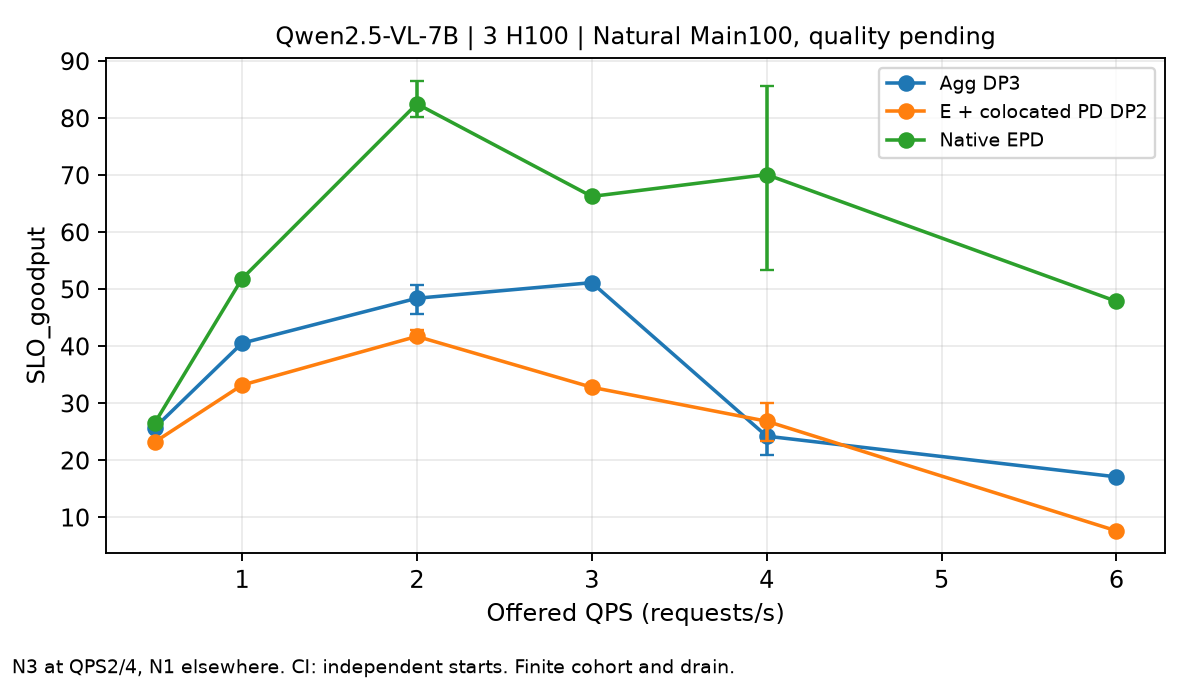 Qwen2.5-VL-7B | 3 H100 | Natural Main100, quality pending
90
80
70
60
50
40
30
20
10
SLO_goodput
Agg DP3
E + colocated PD DP2
Native EPD
1 2 3 4 5 6
Offered QPS (requests/s)
N3 at QPS2/4, N1 elsewhere. CI: independent starts. Finite cohort and drain.